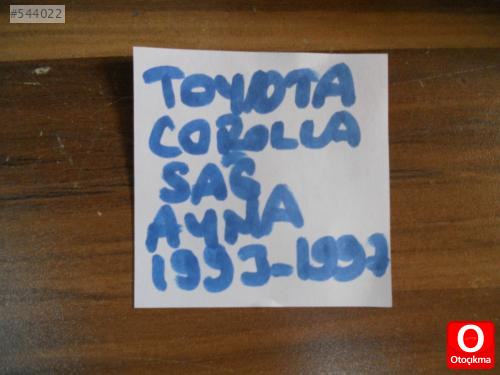 #544022
TOYOTA
COROLLA
SAĞ
AYNA
1993-1997
Otoçıkma